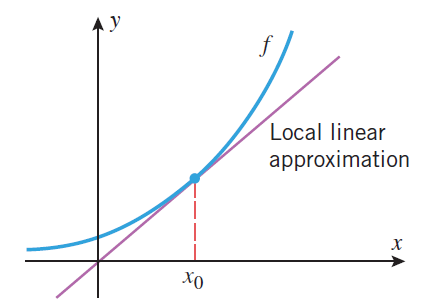 y
f
Local linear
approximation
x
x₀